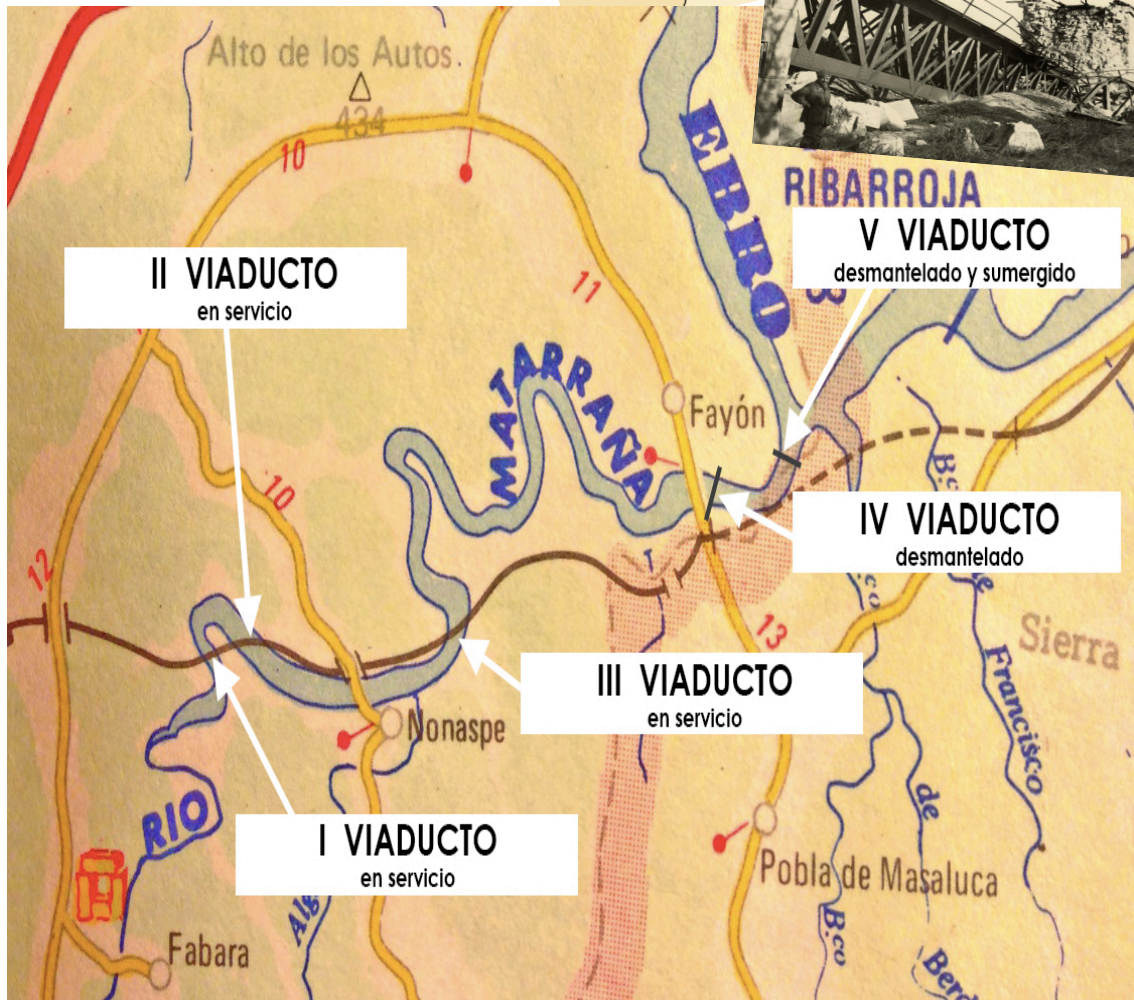 Alto de los Autos.
434
10
EBRO
RIBARROJA
V VIADUCTO
desmantelado y sumergido
II VIADUCTO
en servicio
11
MATARRAÑA
Fayón
10
B.co
IV VIADUCTO
desmantelado
12
B.co
de
13
Sierra
Francisco
III VIADUCTO
en servicio
Nonaspe
RIO
de
I VIADUCTO
en servicio
Pobla de Masaluca
Fabara
B.co